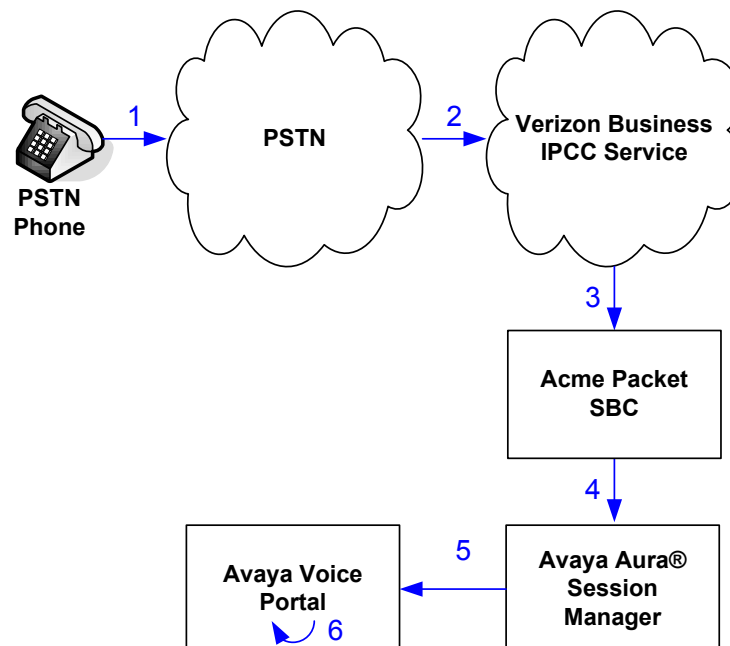 1
2
PSTN
Verizon Business
IPCC Service
PSTN
Phone
3
Acme Packet
SBC
4
5
Avaya Voice
Portal
6
Avaya Aura®
Session
Manager